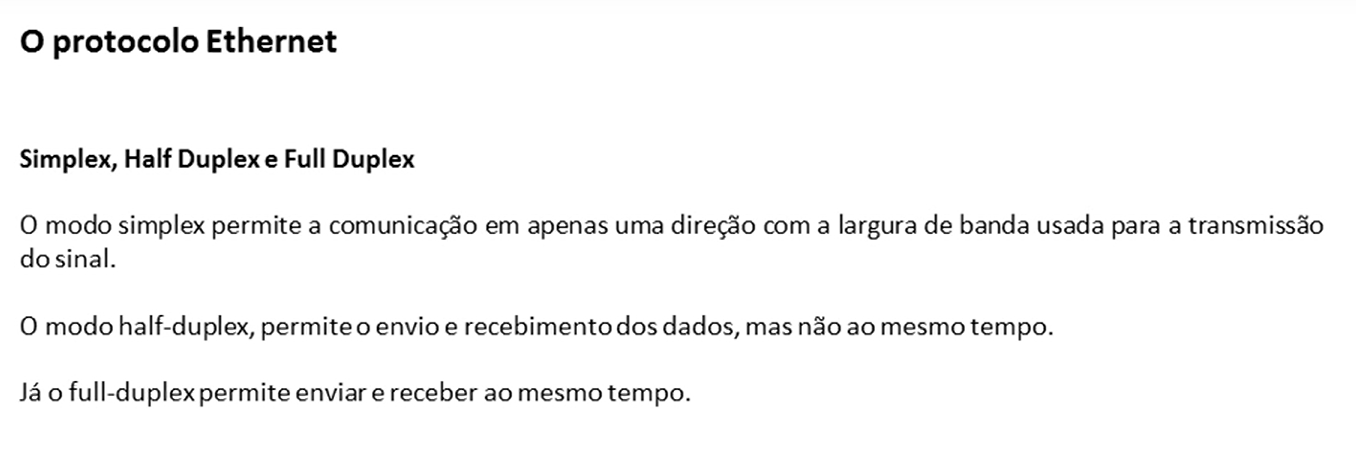 O protocolo Ethernet
Simplex, Half Duplex e Full Duplex
O modo simplex permite a comunicação em apenas uma direção com a largura de banda usada para a transmissão
do sinal.
O modo half-duplex, permite o envio e recebimento dos dados, mas não ao mesmo tempo.
Já o full-duplex permite enviar e receber ao mesmo tempo.